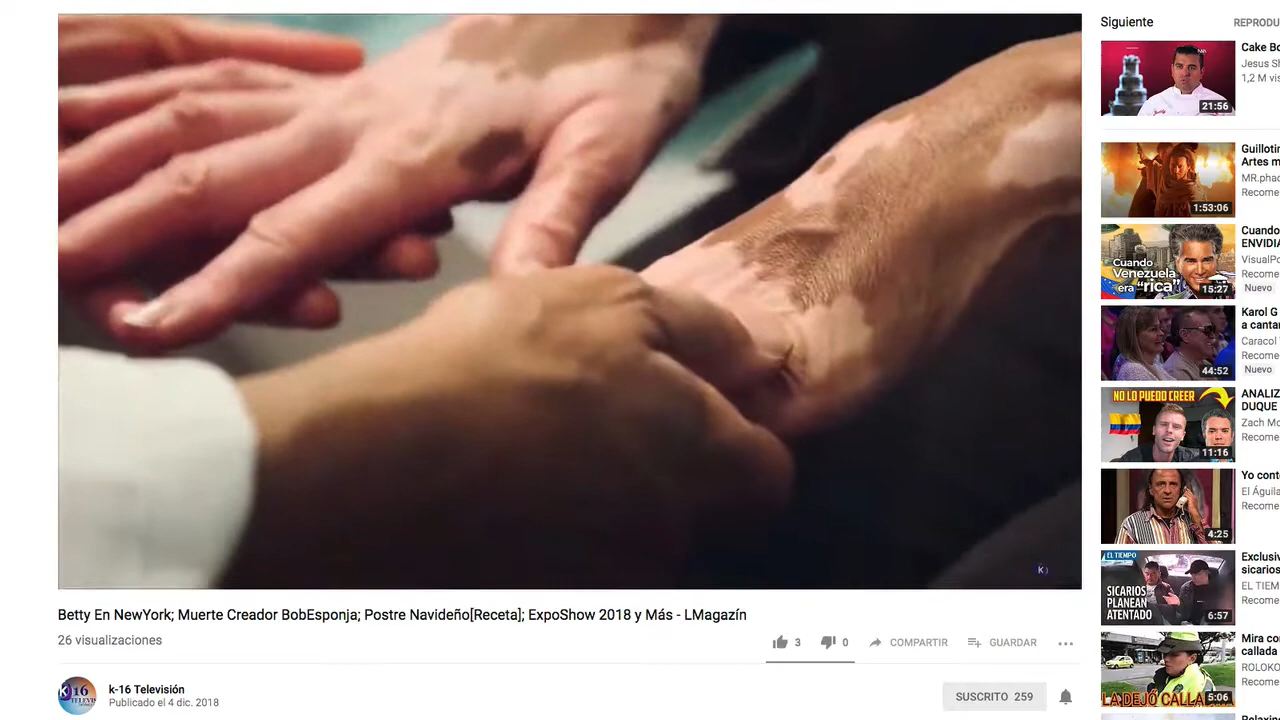 K
Betty En NewYork; Muerte Creador BobEsponja; Postre Navideño[Receta]; ExpoShow 2018 y Más - LMagazín
26 visualizaciones
3
0
COMPARTIR
GUARDAR
k-16 Televisión
Publicado el 4 dic. 2018
SUSCRITO 259
Siguiente
REPRODU
21:56
Cake Bo
Jesus Sh
1,2 M vis
1:53:06
Guillotin
Artes m
MR.phac
Recome
Cuando
Venezuela
era "rica"
15:27
Cuando
ENVIDIA
VisualPo
Recome
Nuevo
44:52
Karol G
a cantar
Caracol
Recome
Nuevo
NO LO PUEDO CREER
11:16
ANALIZ
DUQUE
Zach Mo
Recome
4:25
Yo cont
El Águila
Recome
EL TIEMPO
SICARIOS
PLANEAN
ATENTADO
6:57
Exclusiv
sicarios
EL TIEM
Recome
LA DEJÓ CALLA
5:06
Mira co
callada
ROLOKO
Recome